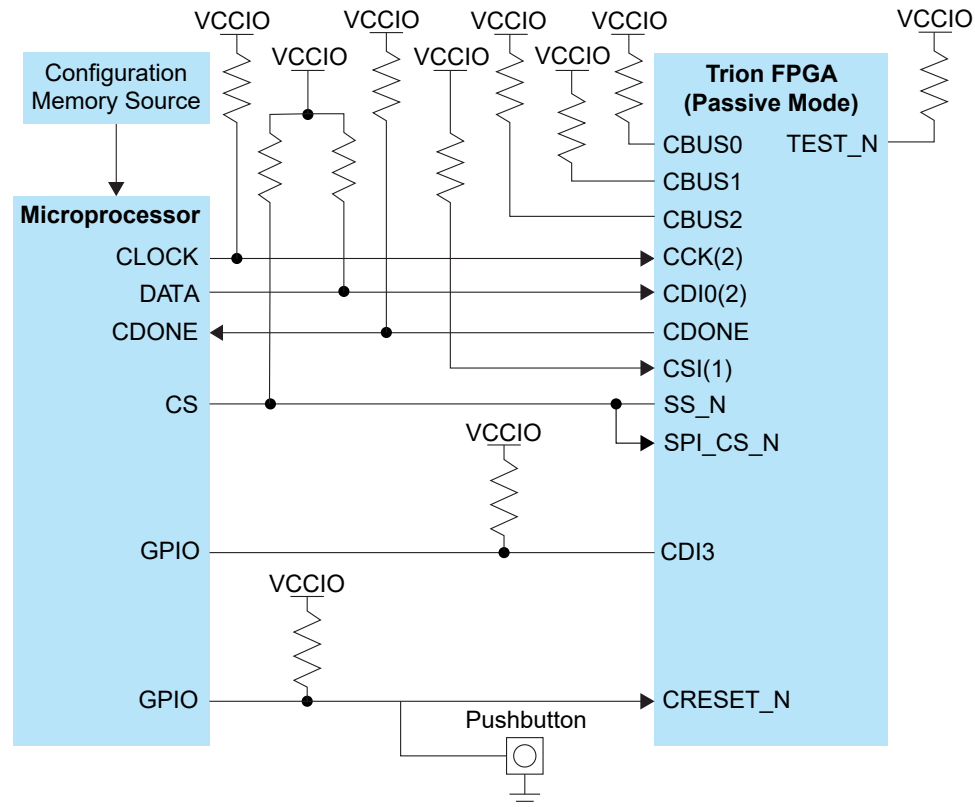 VCCIO
VCCIO
VCCIO
VCCIO
VCCIO
VCCIO
VCCIO
VCCIO
Configuration
Memory Source
Trion FPGA
(Passive Mode)
CBUS0
TEST_N
CBUS1
CBUS2
Microprocessor
CLOCK
CCK(2)
DATA
CDI0(2)
CDONE
CDONE
CSI(1)
CS
SS_N
SPI_CS_N
VCCIO
GPIO
CDI3
VCCIO
GPIO
CRESET_N
Pushbutton